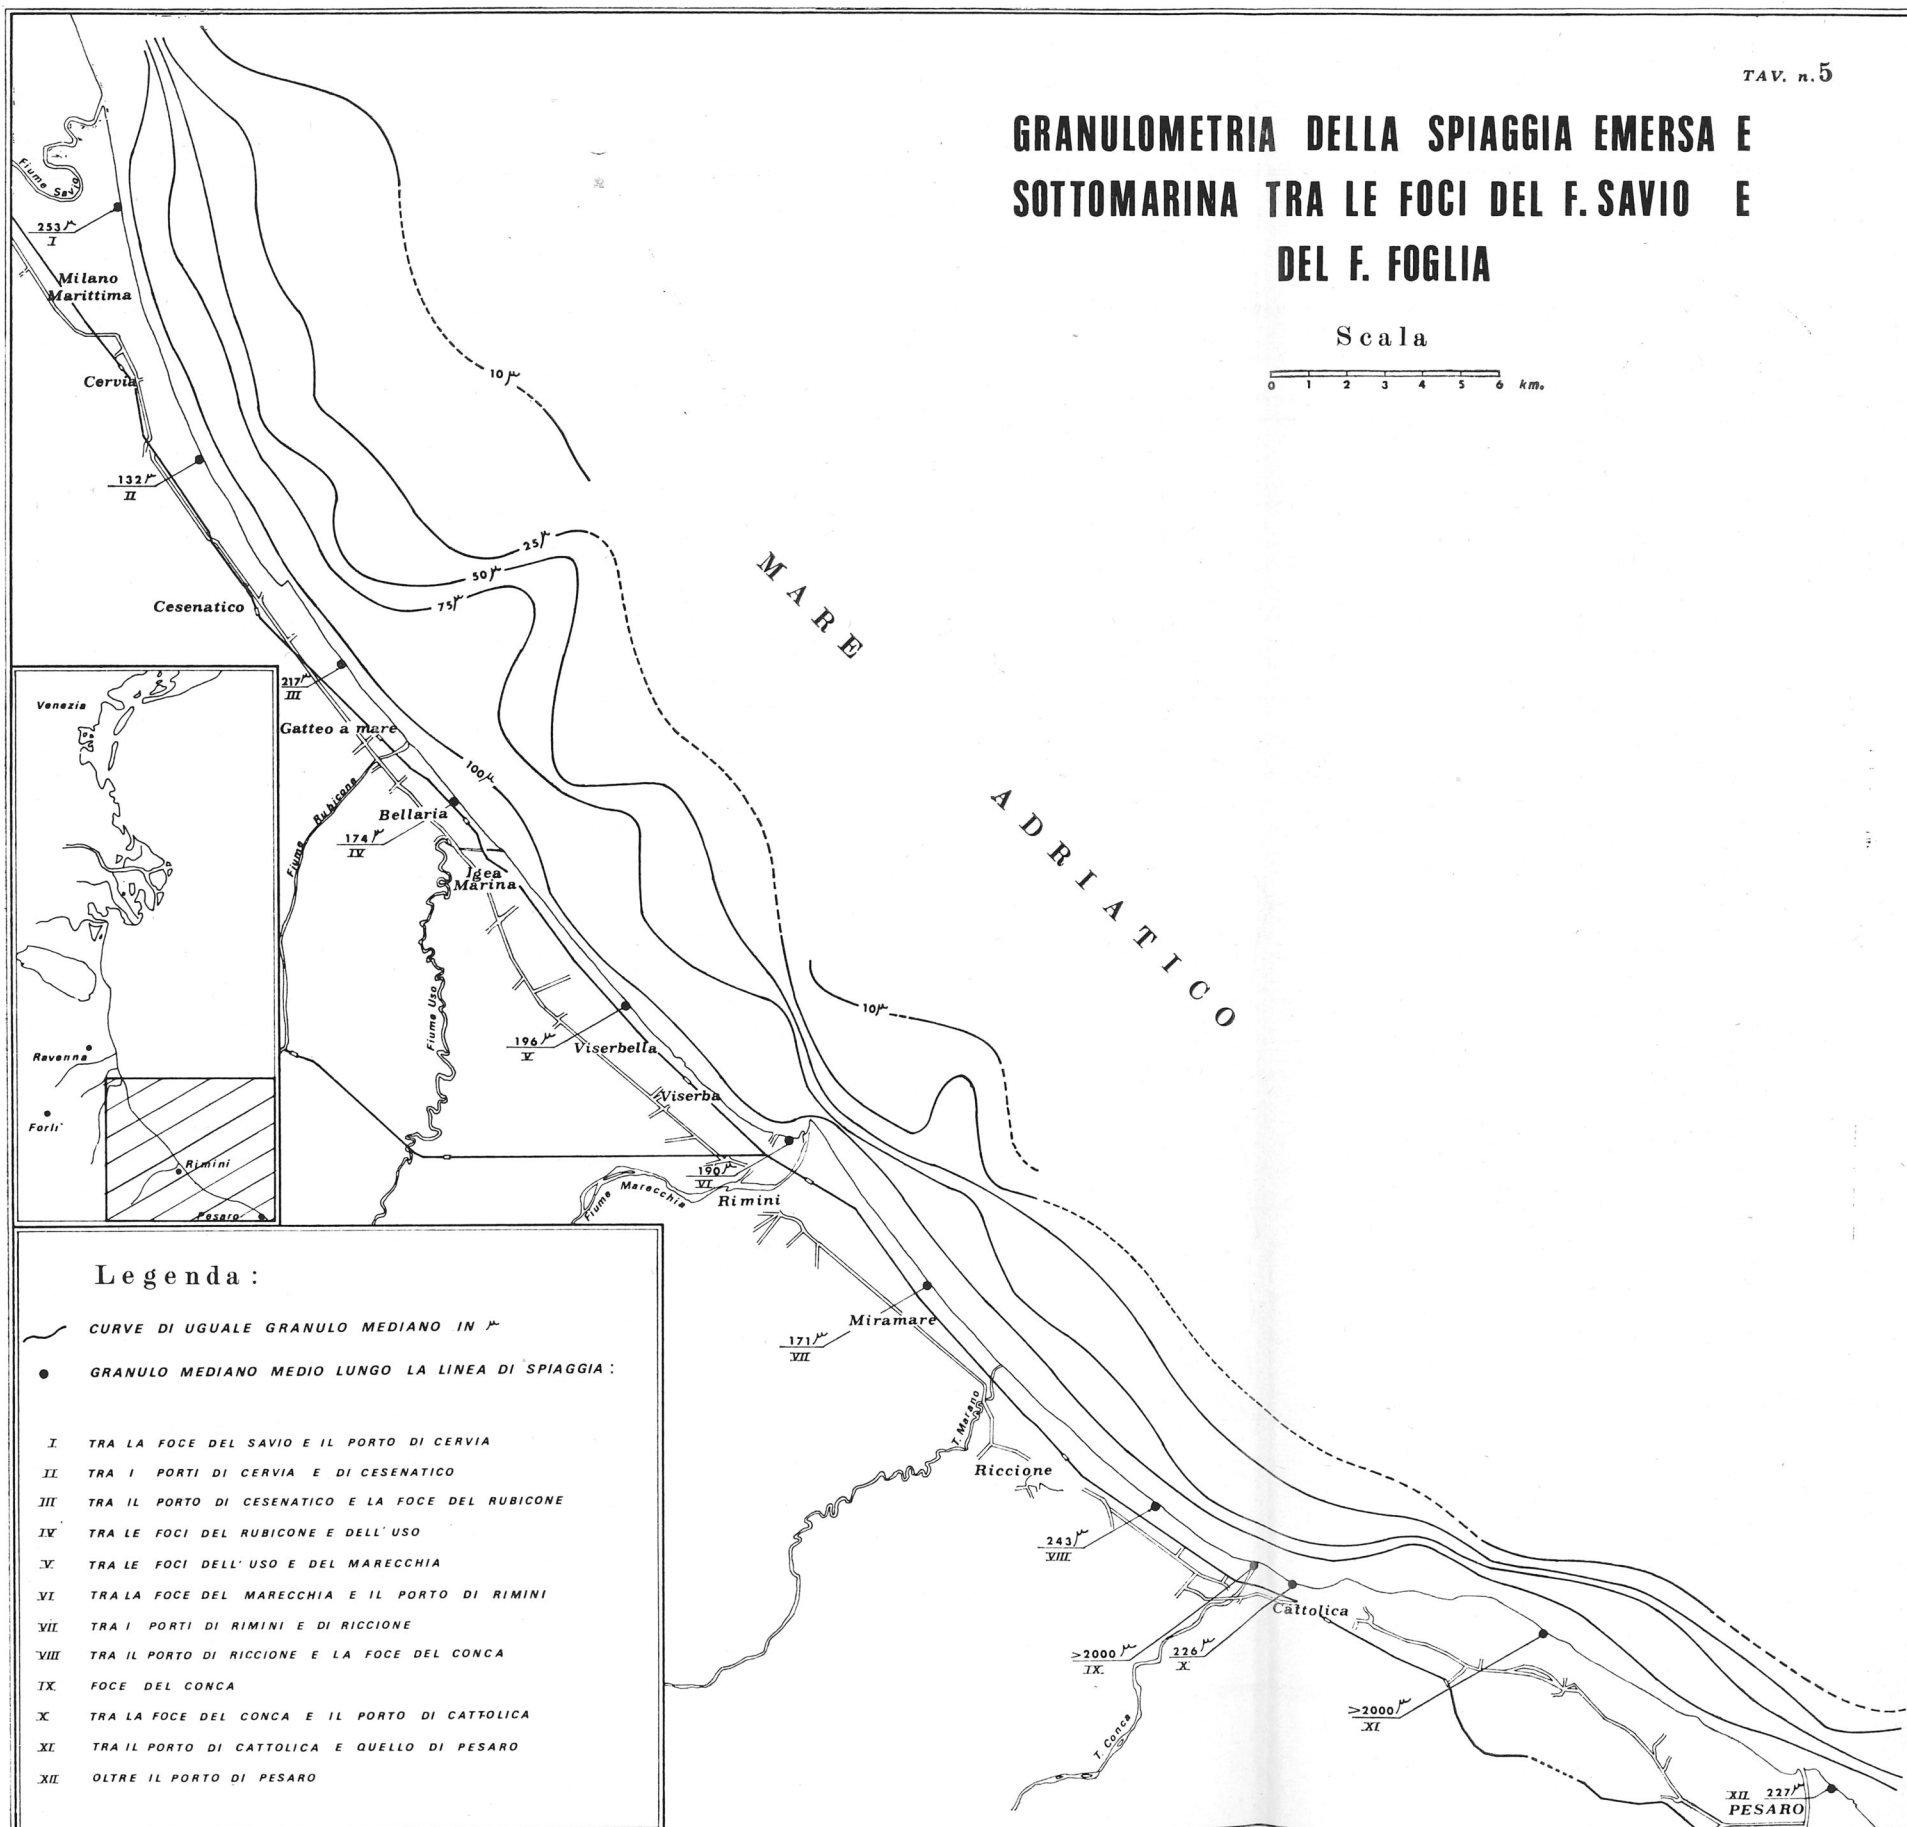 TAV. n. 5
GRANULOMETRIA DELLA SPIAGGIA EMERSA E
SOTTOMARINA TRA LE FOCI DEL F. SAVIO E
DEL F. FOGLIA
Scala
0 1 2 3 4 5 6 km.
Fiume Savio
253 μ
I
Milano
Marittima
Cervia
10 μ
132 μ
II
25 μ
50 μ
75 μ
Cesenatico
MARE
ADRIATICO
217 μ
III
Gatteo a mare
100 μ
Fiume Rubicone
Bellaria
174 μ
IV
Igea
Marina
Fiume Uso
10 μ
196 μ
V
Viserbella
Viserba
190 μ
VI
Fiume Marecchia
Rimini
Miramare
171 μ
VII
T. Marano
Riccione
243 μ
VIII
Cattolica
>2000 μ
IX
226 μ
X
>2000 μ
XI
T. Conca
XII 227 μ
PESARO
Venezia
Ravenna
Forli'
Rimini
Pesaro
Legenda :
CURVE DI UGUALE GRANULO MEDIANO IN μ
GRANULO MEDIANO MEDIO LUNGO LA LINEA DI SPIAGGIA :
I TRA LA FOCE DEL SAVIO E IL PORTO DI CERVIA
II TRA I PORTI DI CERVIA E DI CESENATICO
III TRA IL PORTO DI CESENATICO E LA FOCE DEL RUBICONE
IV TRA LE FOCI DEL RUBICONE E DELL' USO
V TRA LE FOCI DELL' USO E DEL MARECCHIA
VI TRA LA FOCE DEL MARECCHIA E IL PORTO DI RIMINI
VII TRA I PORTI DI RIMINI E DI RICCIONE
VIII TRA IL PORTO DI RICCIONE E LA FOCE DEL CONCA
IX FOCE DEL CONCA
X TRA LA FOCE DEL CONCA E IL PORTO DI CATTOLICA
XI TRA IL PORTO DI CATTOLICA E QUELLO DI PESARO
XII OLTRE IL PORTO DI PESARO